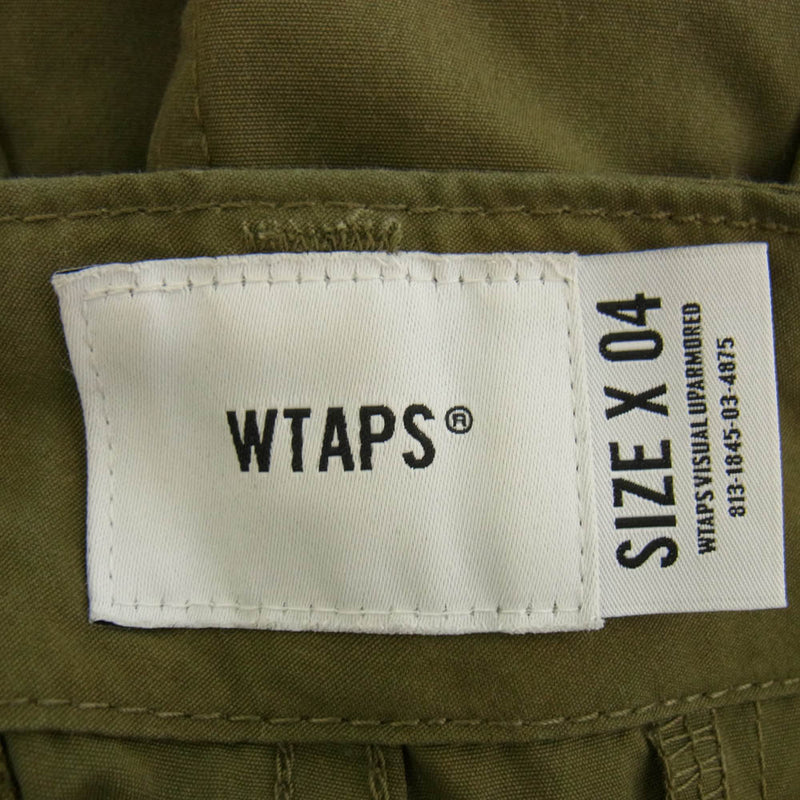 WTAPS®
SIZE X 04
WTAPS VISUAL UPARMORED
813-1845-03-4875